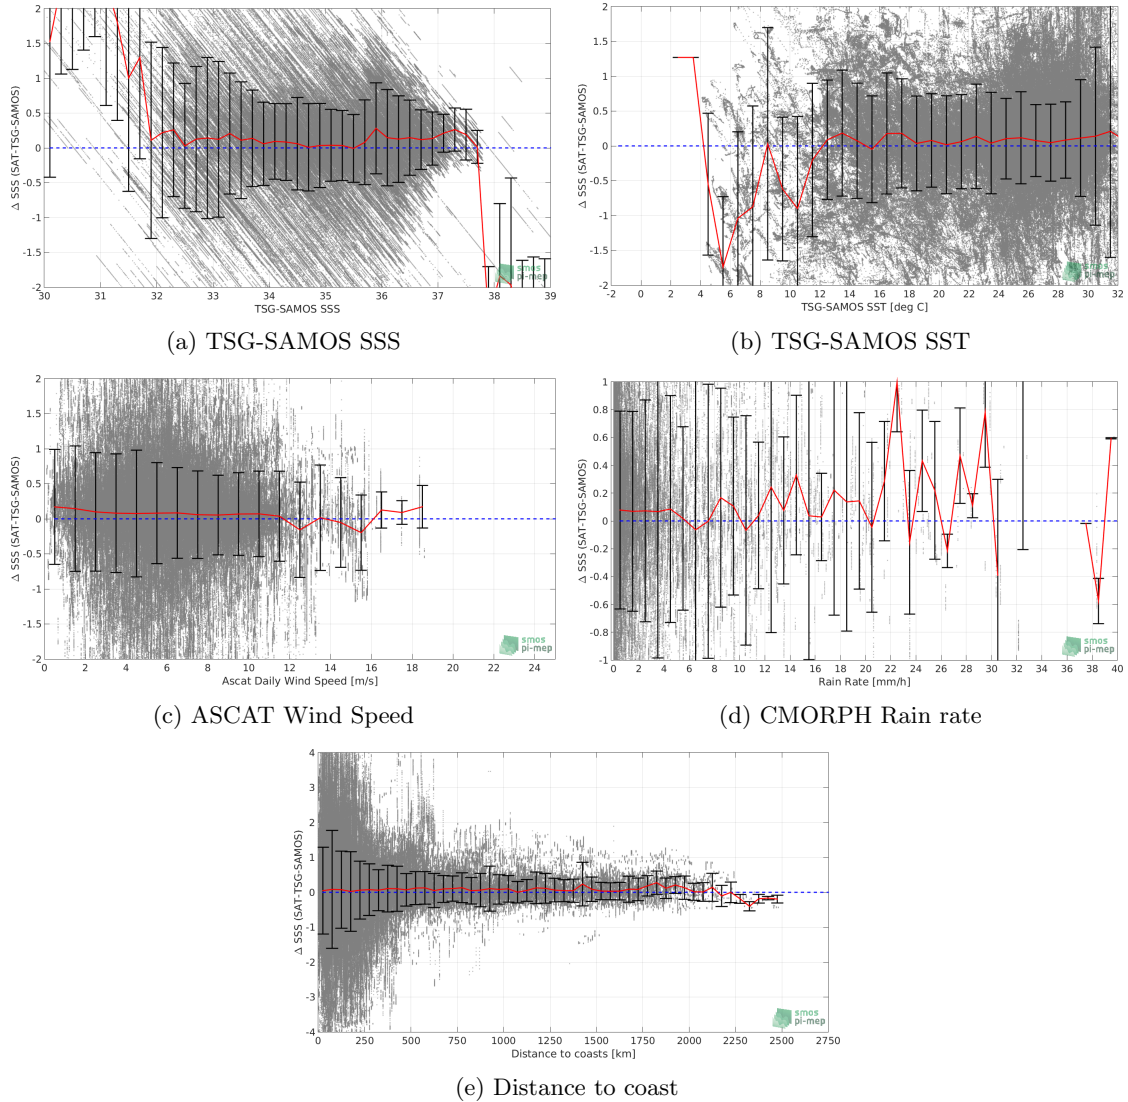 2
1.5
1
0.5
0
-0.5
-1
-1.5
-2
Δ SSS (SAT-TSG-SAMOS)
30 31 32 33 34 35 36 37 38 39
TSG-SAMOS SSS
smos
pi-mep
(a) TSG-SAMOS SSS
2
1.5
1
0.5
0
-0.5
-1
-1.5
-2
Δ SSS (SAT-TSG-SAMOS)
-2 0 2 4 6 8 10 12 14 16 18 20 22 24 26 28 30 32
TSG-SAMOS SST [deg C]
smos
pi-mep
(b) TSG-SAMOS SST
2
1.5
1
0.5
0
-0.5
-1
-1.5
-2
Δ SSS (SAT-TSG-SAMOS)
0 2 4 6 8 10 12 14 16 18 20 22 24
Ascat Daily Wind Speed [m/s]
smos
pi-mep
(c) ASCAT Wind Speed
1
0.8
0.6
0.4
0.2
0
-0.2
-0.4
-0.6
-0.8
-1
Δ SSS (SAT-TSG-SAMOS)
0 2 4 6 8 10 12 14 16 18 20 22 24 26 28 30 32 34 36 38 40
Rain Rate [mm/h]
smos
pi-mep
(d) CMORPH Rain rate
4
3
2
1
0
-1
-2
-3
-4
Δ SSS (SAT-TSG-SAMOS)
0 250 500 750 1000 1250 1500 1750 2000 2250 2500 2750
Distance to coasts [km]
smos
pi-mep
(e) Distance to coast